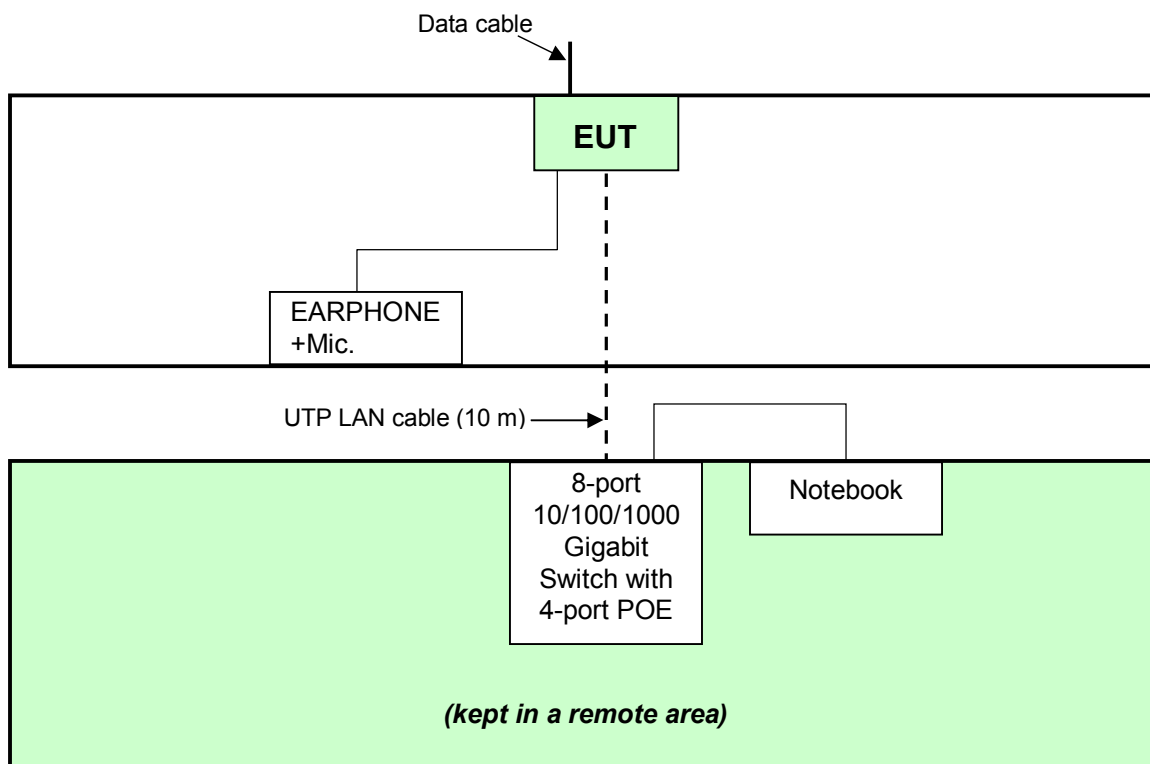 Data cable
EUT
EARPHONE
+Mic.
UTP LAN cable (10 m)
8-port
10/100/1000
Gigabit
Switch with
4-port POE
Notebook
(kept in a remote area)